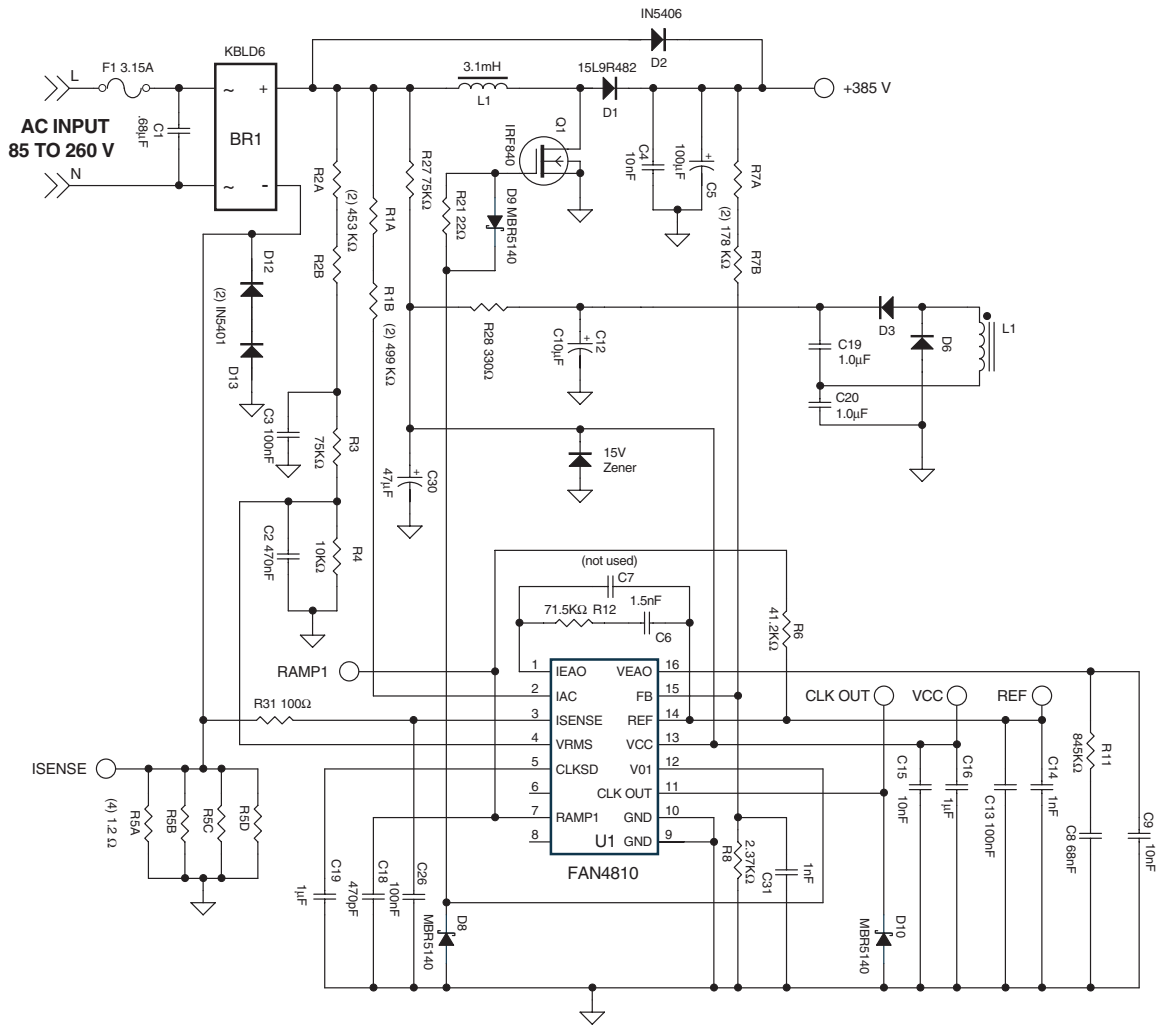 IN5406
D2
KBLD6
F1 3.15A
L
AC INPUT
85 TO 260 V
N
C1
.68µF
~
+
BR1
~
-
3.1mH
L1
15L9R482
D1
+385 V
Q1
IRF840
C4
10nF
100µF
+
C5
R7A
(2) 178 KΩ
R7B
R2A
(2) 453 KΩ
R2B
R1A
R1B
(2) 499 KΩ
R27 75KΩ
R21 22Ω
D9 MBR5140
D12
(2) IN5401
D13
R28 330Ω
C12
+
C10µF
D3
D6
L1
C19
1.0µF
C20
1.0µF
C3 100nF
R3
75KΩ
C30
+
47µF
15V
Zener
C2 470nF
R4
10KΩ
(not used)
C7
1.5nF
71.5KΩ R12
C6
R6
41.2KΩ
RAMP1
R31 100Ω
ISENSE
R5A
R5B
R5C
R5D
(4) 1.2 Ω
1 IEAO VEAO 16
2 IAC FB 15
3 ISENSE REF 14
4 VRMS VCC 13
5 CLKSD V01 12
6 CLK OUT 11
7 RAMP1 GND 10
8 U1 GND 9
FAN4810
CLK OUT
VCC
REF
C19
1µF
C18
470pF
C26
100nF
D8
MBR5140
R8
2.37KΩ
C31
1nF
D10
MBR5140
C15
10nF
C16
1µF
C13 100nF
C14
1nF
R11
845KΩ
C8 68nF
C9
10nF